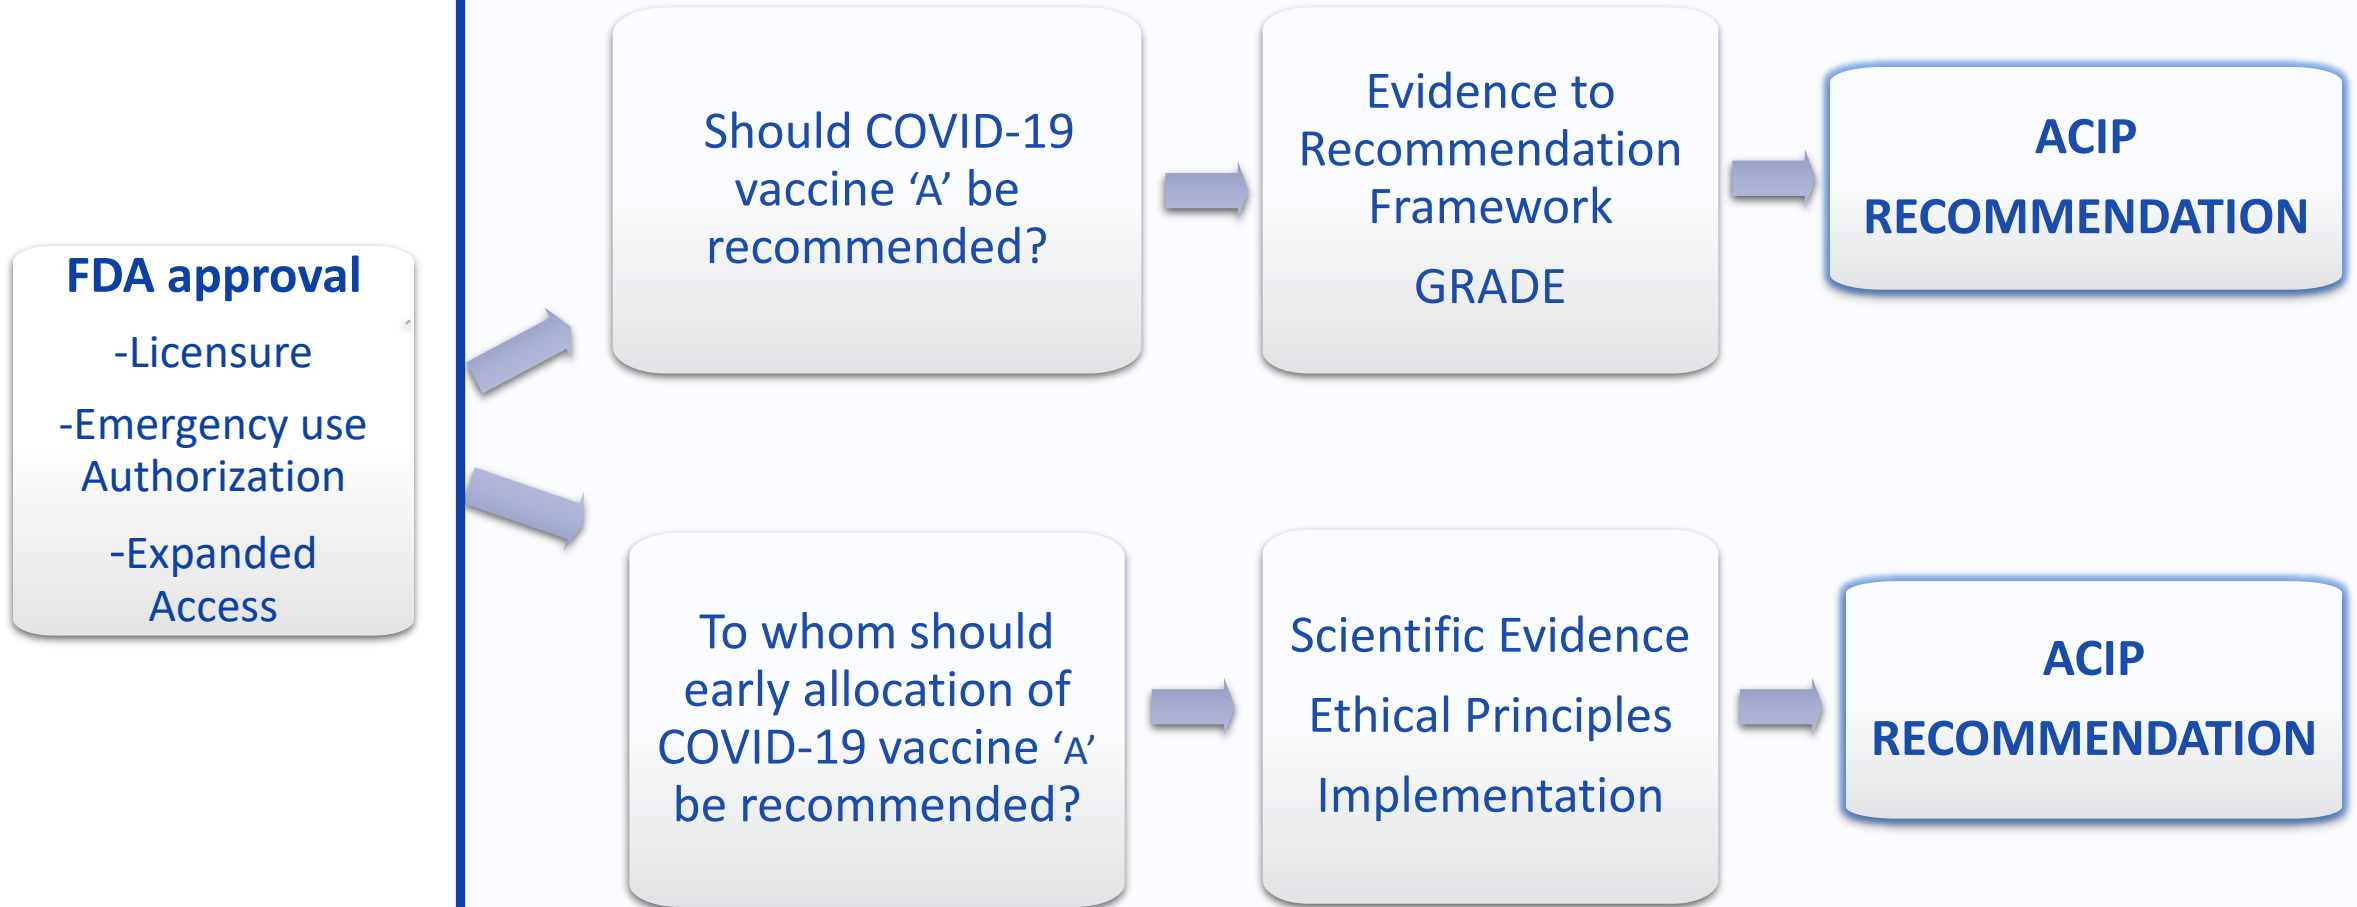 FDA approval
-Licensure
-Emergency use
Authorization
-Expanded
Access
Should COVID-19
vaccine ‘A’ be
recommended?
Evidence to
Recommendation
Framework
GRADE
ACIP
RECOMMENDATION
To whom should
early allocation of
COVID-19 vaccine ‘A’
be recommended?
Scientific Evidence
Ethical Principles
Implementation
ACIP
RECOMMENDATION